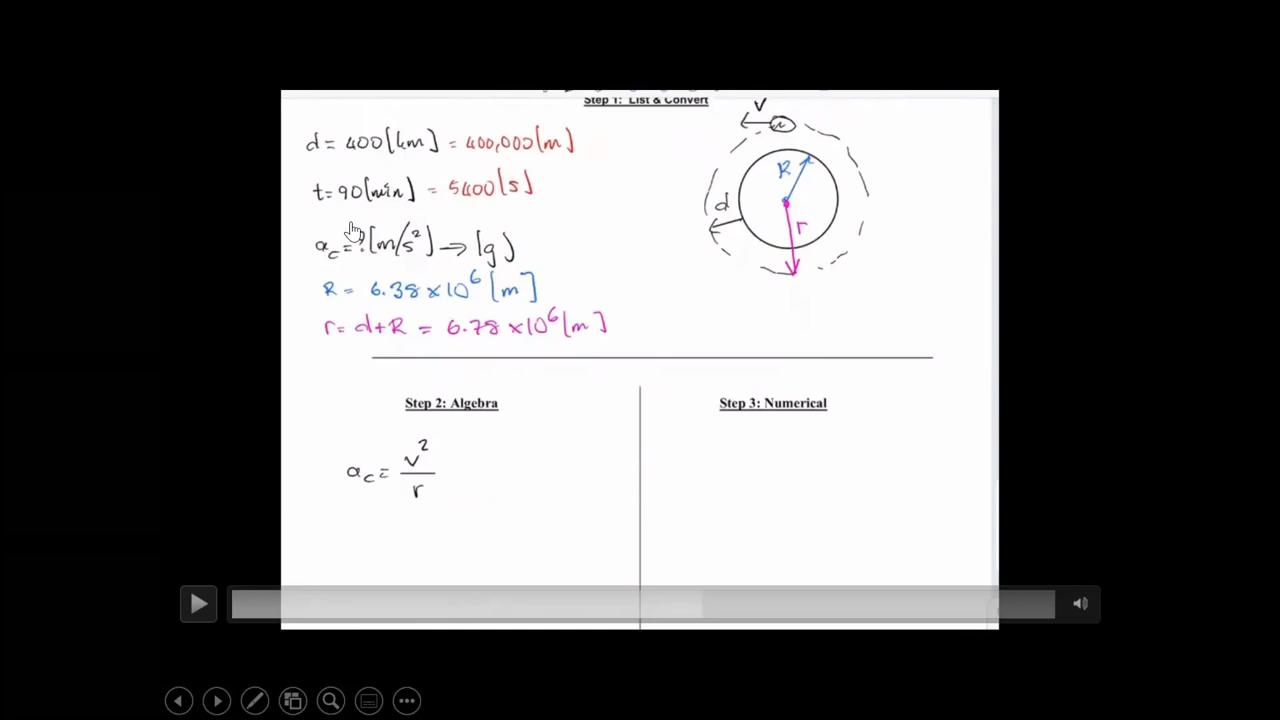 Step 1: List & Convert
d = 400 [km] = 400,000 [m]
t = 90 [min] = 5400 [s]
a_c = ? [m/s²] → [g]
R = 6.38 × 10⁶ [m]
r = d + R = 6.78 × 10⁶ [m]
v
m
R
d
r
Step 2: Algebra
Step 3: Numerical
a_c = v²/r